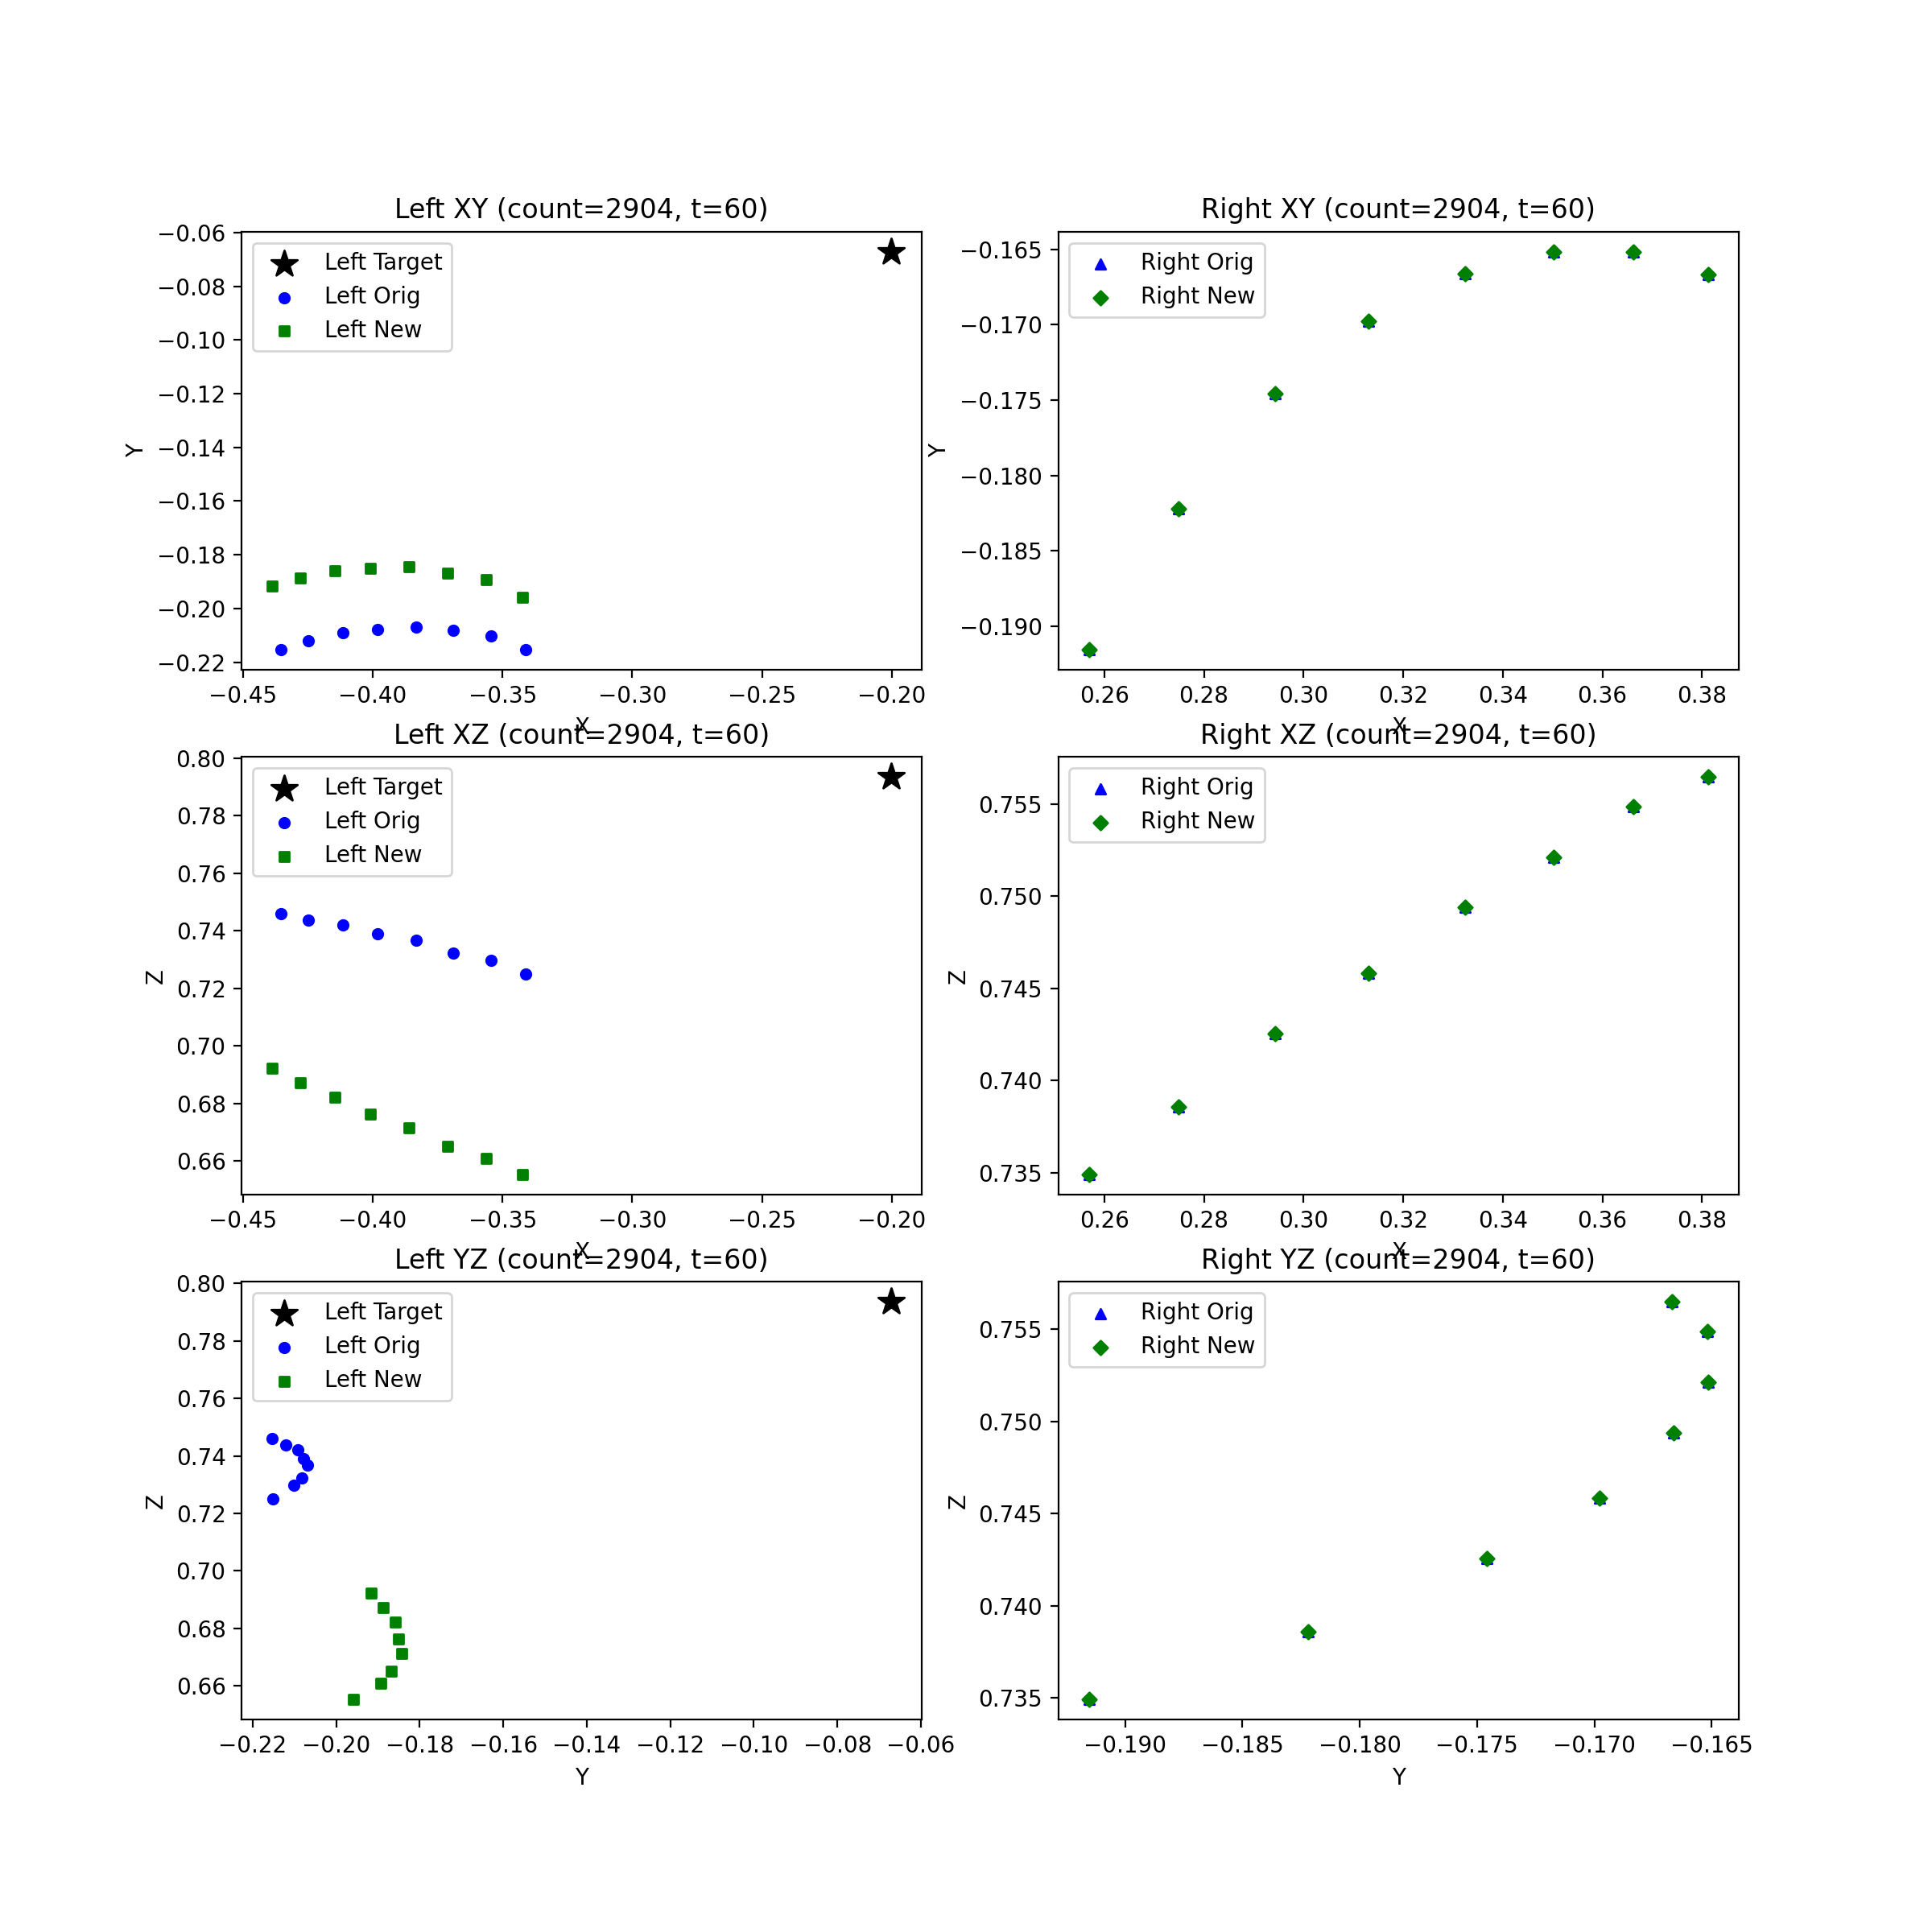 Left XY (count=2904, t=60)
Left Target
Left Orig
Left New
Y
−0.06
−0.08
−0.10
−0.12
−0.14
−0.16
−0.18
−0.20
−0.22
−0.45 −0.40 −0.35 −0.30 −0.25 −0.20
X
Right XY (count=2904, t=60)
Right Orig
Right New
Y
−0.165
−0.170
−0.175
−0.180
−0.185
−0.190
0.26 0.28 0.30 0.32 0.34 0.36 0.38
X
Left XZ (count=2904, t=60)
Left Target
Left Orig
Left New
Z
0.80
0.78
0.76
0.74
0.72
0.70
0.68
0.66
−0.45 −0.40 −0.35 −0.30 −0.25 −0.20
X
Right XZ (count=2904, t=60)
Right Orig
Right New
Z
0.755
0.750
0.745
0.740
0.735
0.26 0.28 0.30 0.32 0.34 0.36 0.38
X
Left YZ (count=2904, t=60)
Left Target
Left Orig
Left New
Z
0.80
0.78
0.76
0.74
0.72
0.70
0.68
0.66
−0.22 −0.20 −0.18 −0.16 −0.14 −0.12 −0.10 −0.08 −0.06
Y
Right YZ (count=2904, t=60)
Right Orig
Right New
Z
0.755
0.750
0.745
0.740
0.735
−0.190 −0.185 −0.180 −0.175 −0.170 −0.165
Y